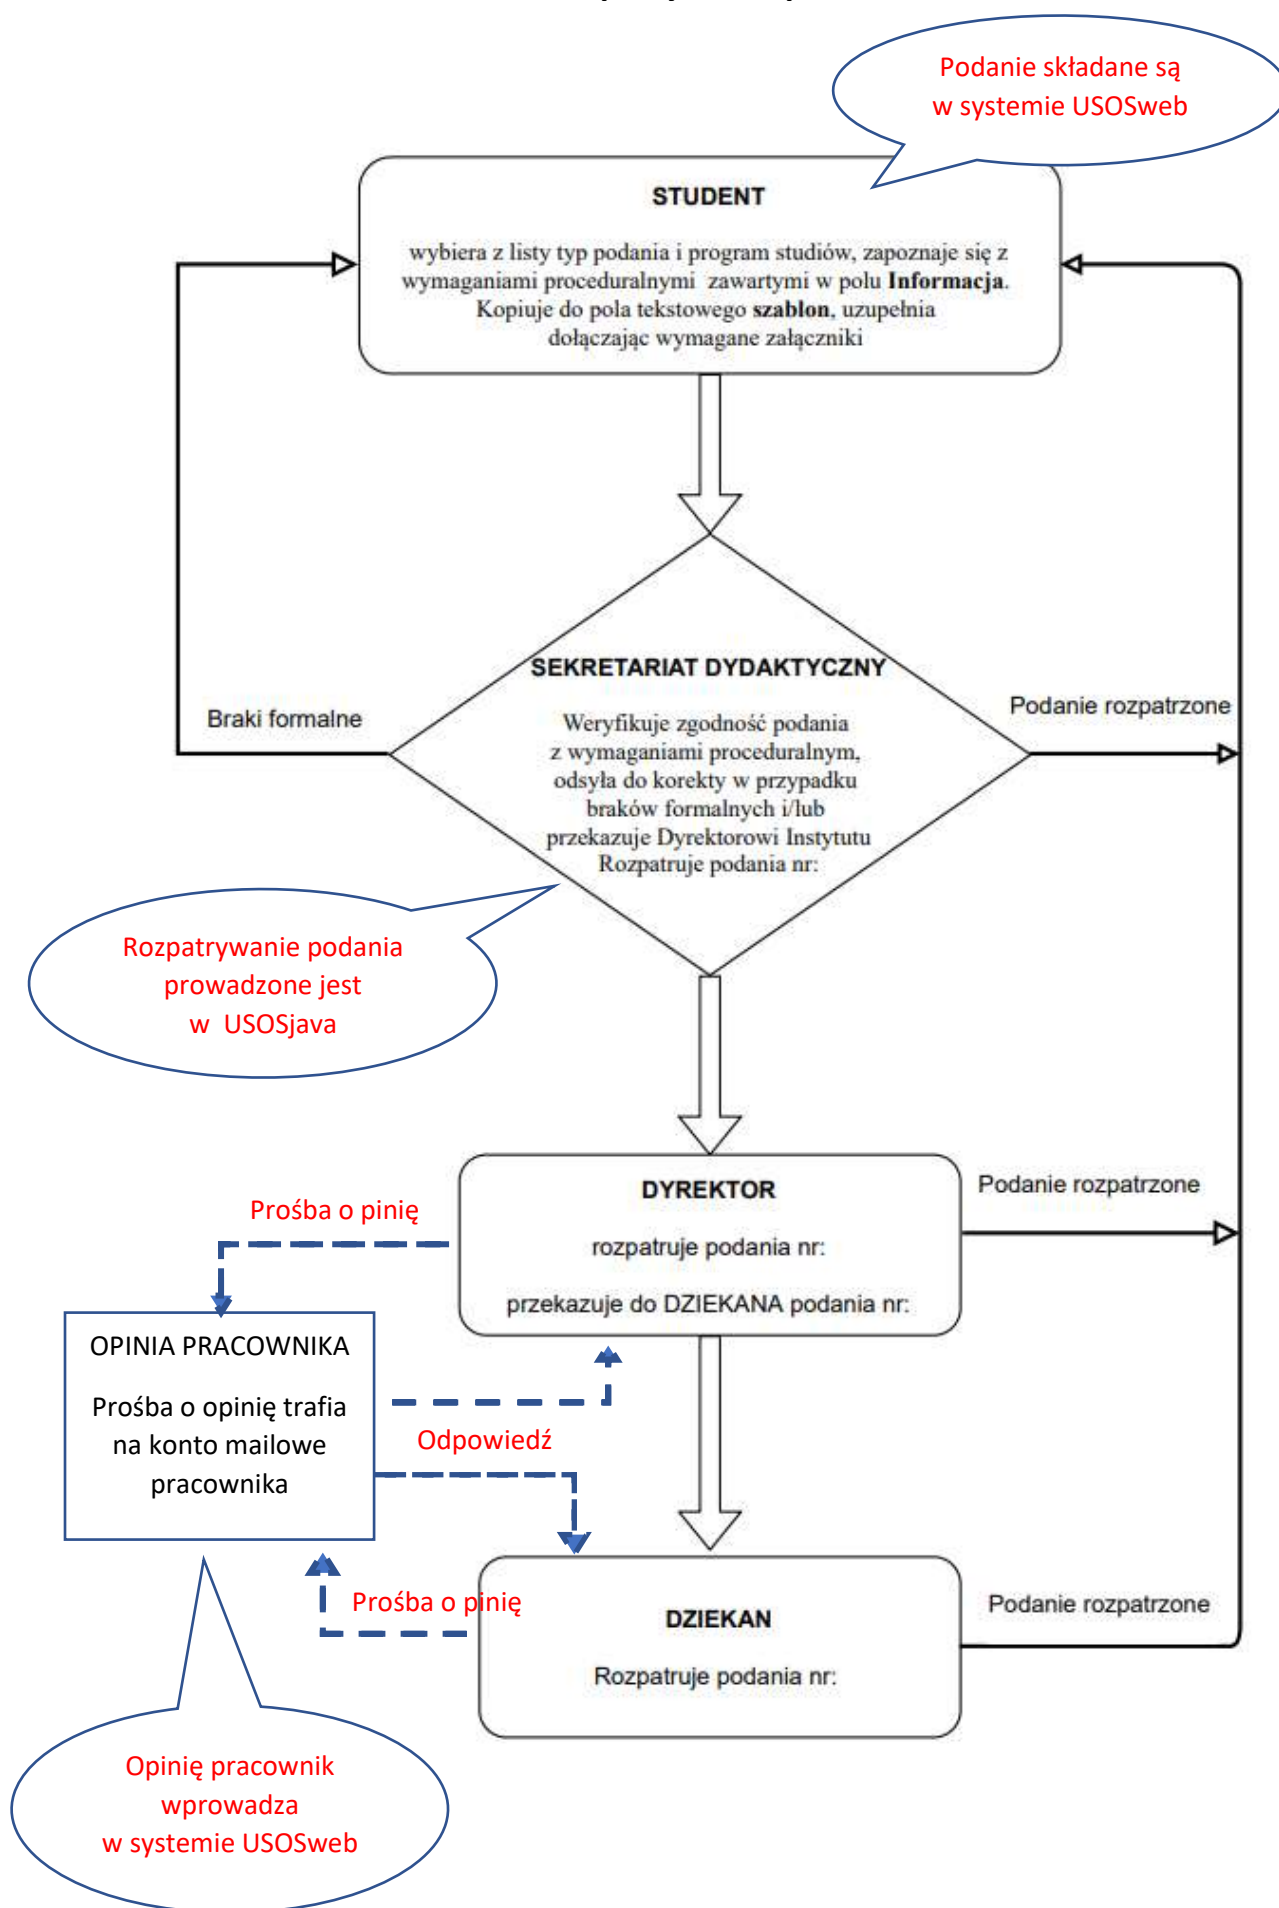 Podanie składane są
w systemie USOSweb
STUDENT
wybiera z listy typ podania i program studiów, zapoznaje się z
wymaganiami proceduralnymi zawartymi w polu Informacja.
Kopiuje do pola tekstowego szablon, uzupełnia
dołączając wymagane załączniki
SEKRETARIAT DYDAKTYCZNY
Braki formalne
Podanie rozpatrzone
Weryfikuje zgodność podania
z wymaganiami proceduralnym,
odsyła do korekty w przypadku
braków formalnych i/lub
przekazuje Dyrektorowi Instytutu
Rozpatruje podania nr:
Rozpatrywanie podania
prowadzone jest
w USOSjava
DYREKTOR
Podanie rozpatrzone
Prośba o pinię
rozpatruje podania nr:
przekazuje do DZIEKANA podania nr:
OPINIA PRACOWNIKA
Prośba o opinię trafia
na konto mailowe
pracownika
Odpowiedź
Prośba o pinię
DZIEKAN
Podanie rozpatrzone
Rozpatruje podania nr:
Opinię pracownik
wprowadza
w systemie USOSweb